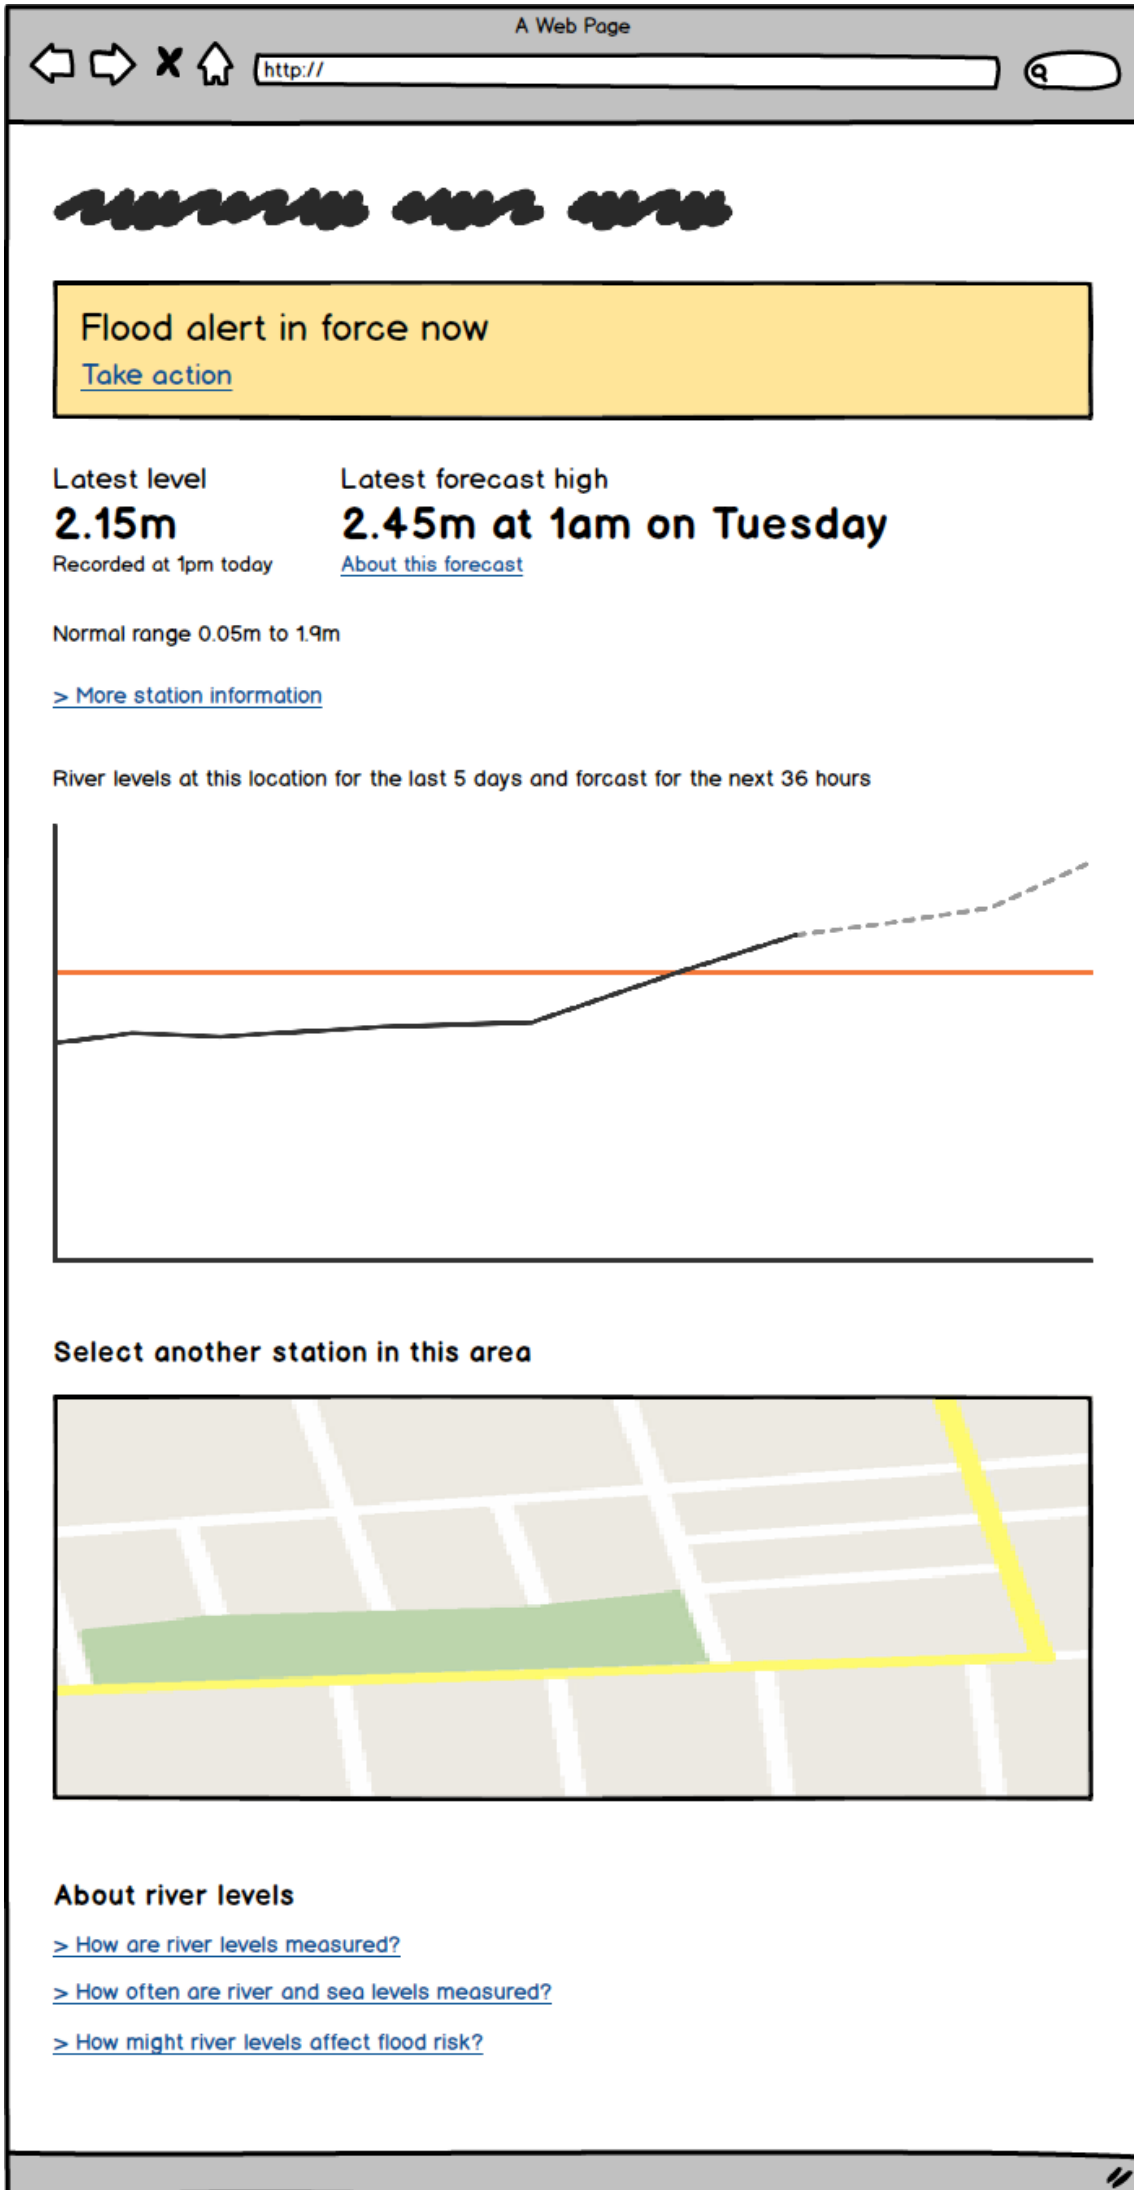 A Web Page
http://
Flood alert in force now
Take action
Latest level
2.15m
Recorded at 1pm today
Latest forecast high
2.45m at 1am on Tuesday
About this forecast
Normal range 0.05m to 1.9m
> More station information
River levels at this location for the last 5 days and forcast for the next 36 hours
Select another station in this area
About river levels
> How are river levels measured?
> How often are river and sea levels measured?
> How might river levels affect flood risk?